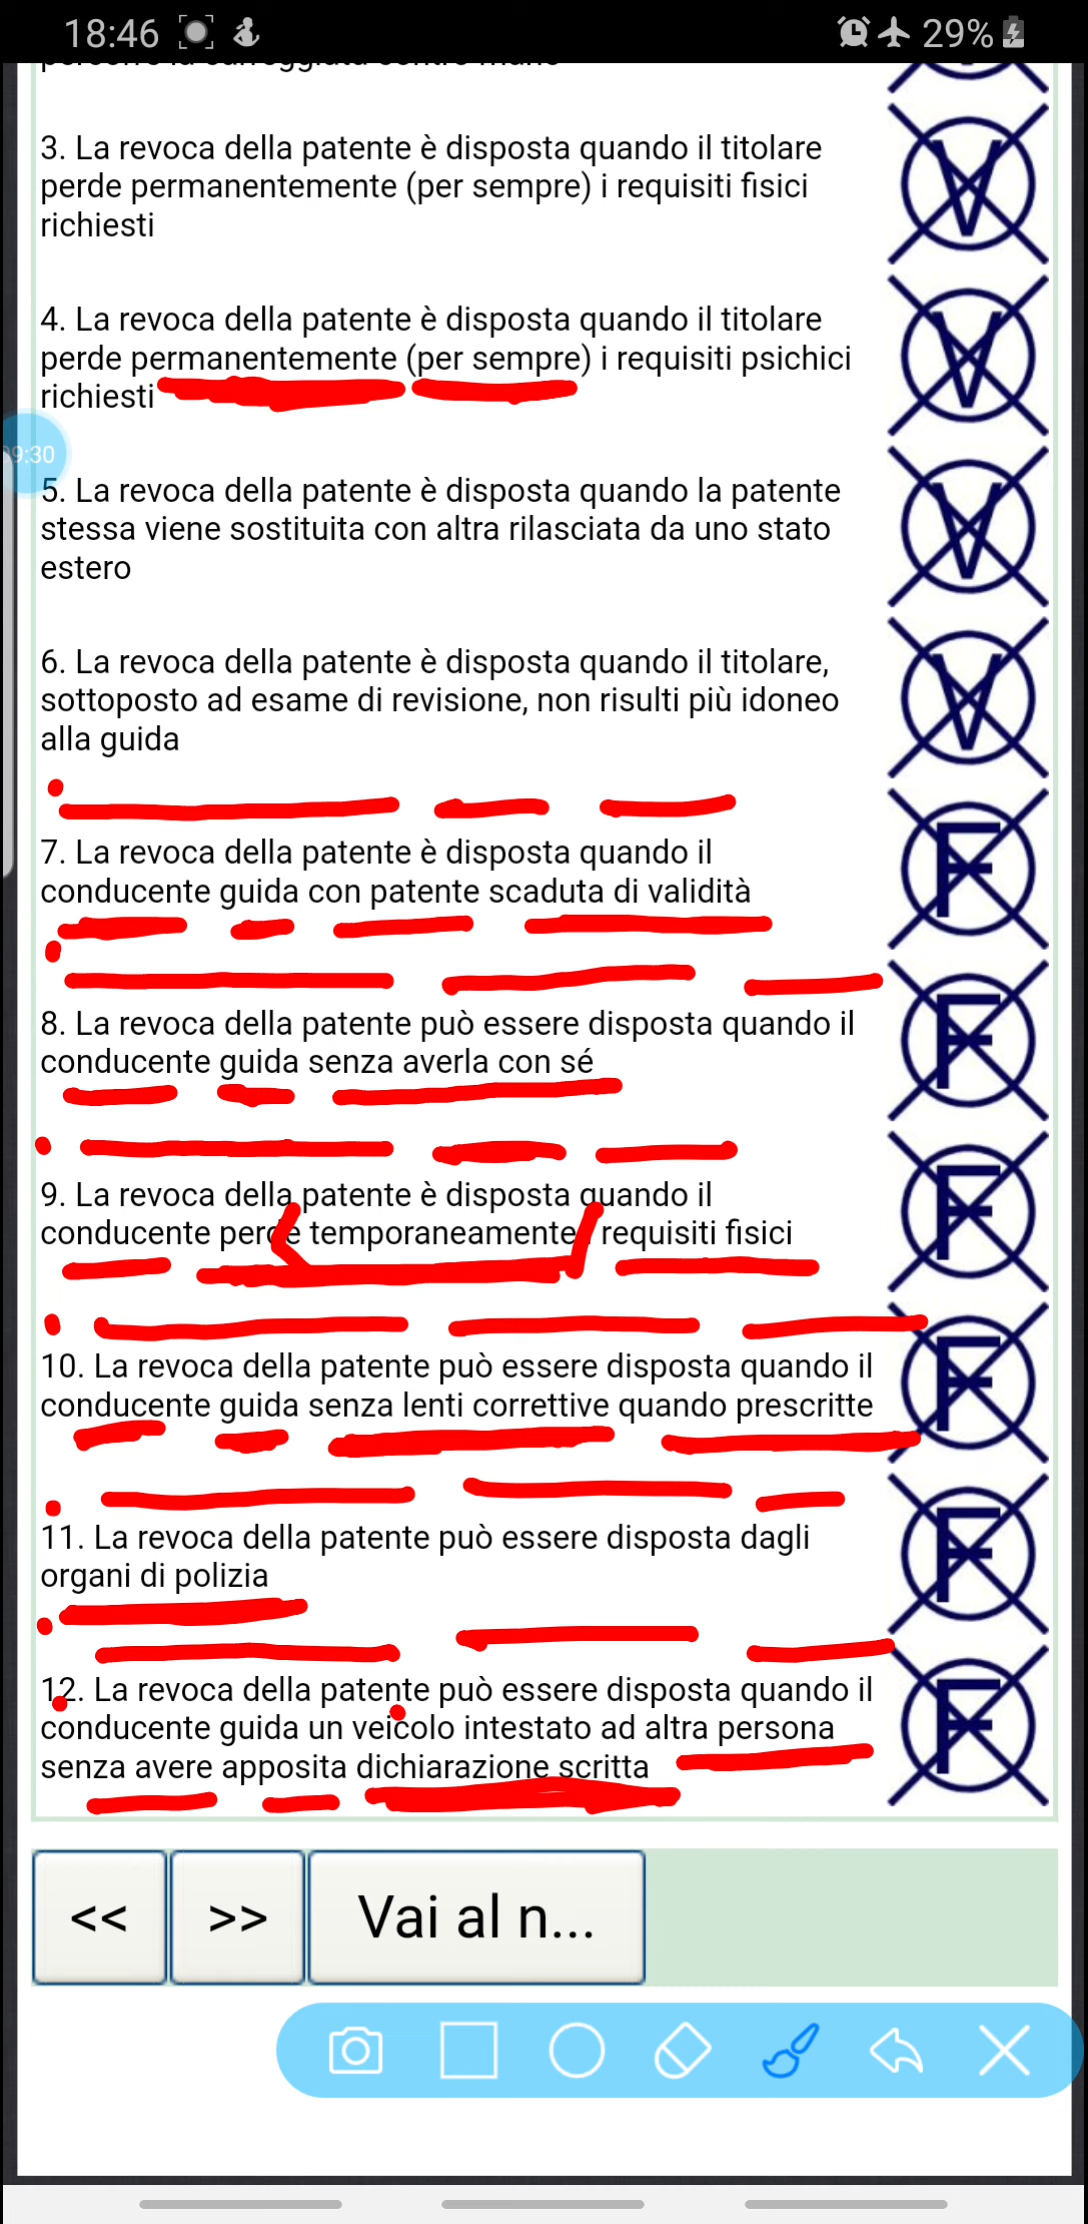 18:46
29%
3. La revoca della patente è disposta quando il titolare
perde permanentemente (per sempre) i requisiti fisici
richiesti
V
4. La revoca della patente è disposta quando il titolare
perde permanentemente (per sempre) i requisiti psichici
richiesti
V
9:30
5. La revoca della patente è disposta quando la patente
stessa viene sostituita con altra rilasciata da uno stato
estero
V
6. La revoca della patente è disposta quando il titolare,
sottoposto ad esame di revisione, non risulti più idoneo
alla guida
V
7. La revoca della patente è disposta quando il
conducente guida con patente scaduta di validità
F
8. La revoca della patente può essere disposta quando il
conducente guida senza averla con sé
F
9. La revoca della patente è disposta quando il
conducente perde temporaneamente requisiti fisici
F
10. La revoca della patente può essere disposta quando il
conducente guida senza lenti correttive quando prescritte
F
11. La revoca della patente può essere disposta dagli
organi di polizia
F
12. La revoca della patente può essere disposta quando il
conducente guida un veicolo intestato ad altra persona
senza avere apposita dichiarazione scritta
F
<< >> Vai al n...